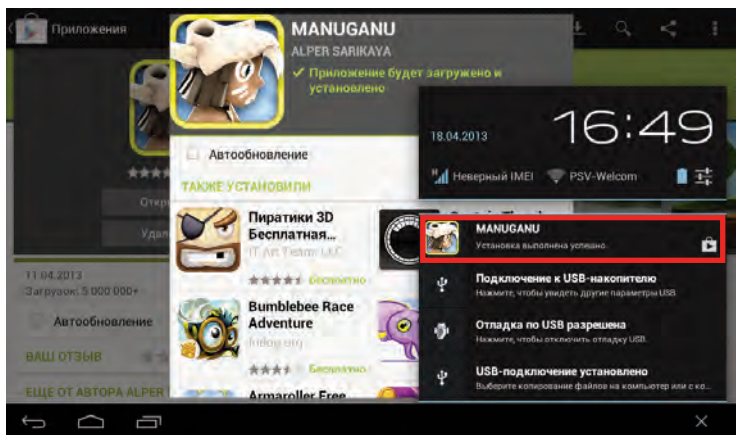 Приложения
MANUGANU
ALPER SARIKAYA
Приложение будет загружено и
установлено
Автообновление
ТАКЖЕ УСТАНОВИЛИ
Пиратики 3D
Бесплатная...
IT Art Team, LLC
Бесплатно
Bumblebee Race
Adventure
Бесплатно
Armaroller Free
11.04.2013
Загрузок: 5 000 000+
Автообновление
ВАШ ОТЗЫВ
ЕЩЕ ОТ АВТОРА ALPER
18.04.2013
16:49
H
Неверный IMEI
PSV-Welcom
MANUGANU
Установка выполнена успешно.
Подключение к USB-накопителю
Нажмите, чтобы увидеть другие параметры USB.
Отладка по USB разрешена
Нажмите, чтобы отключить отладку USB.
USB-подключение установлено
Выберите копирование файлов на компьютер или с ко...